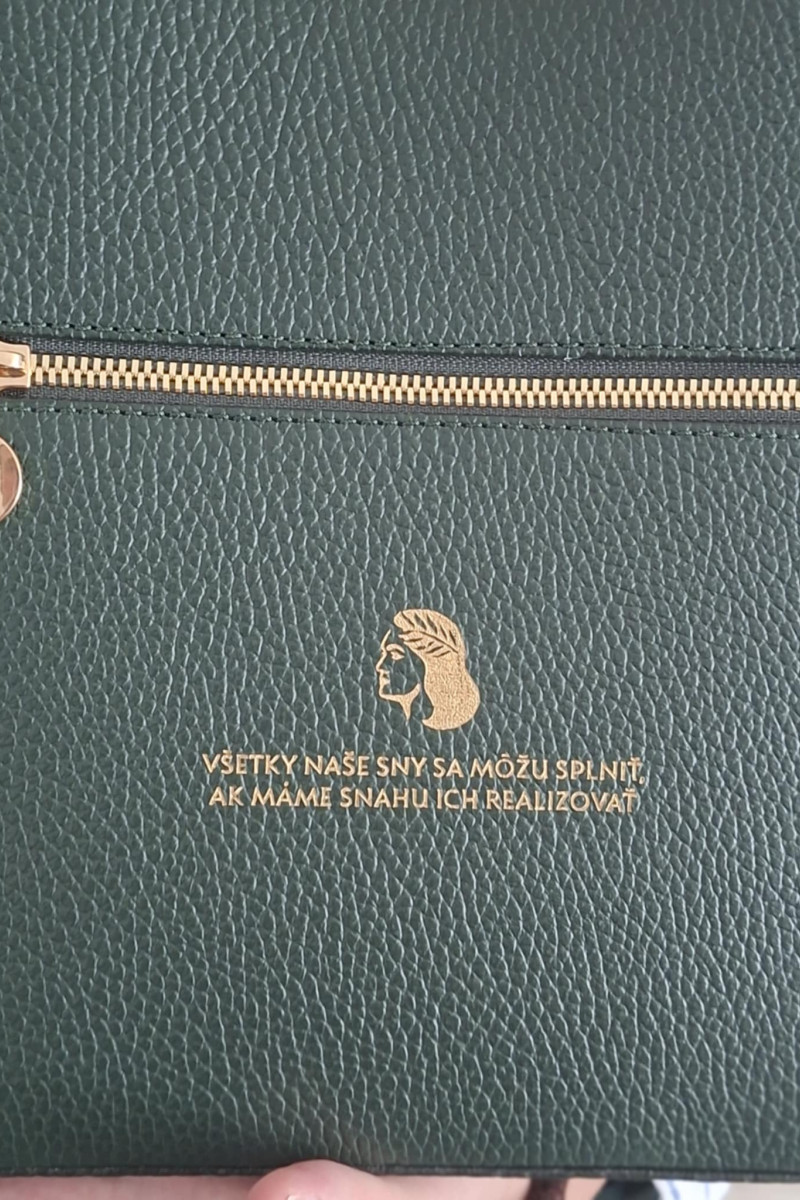 VŠETKY NAŠE SNY SA MÔŽU SPLNIŤ,
AK MÁME SNAHU ICH REALIZOVAŤ